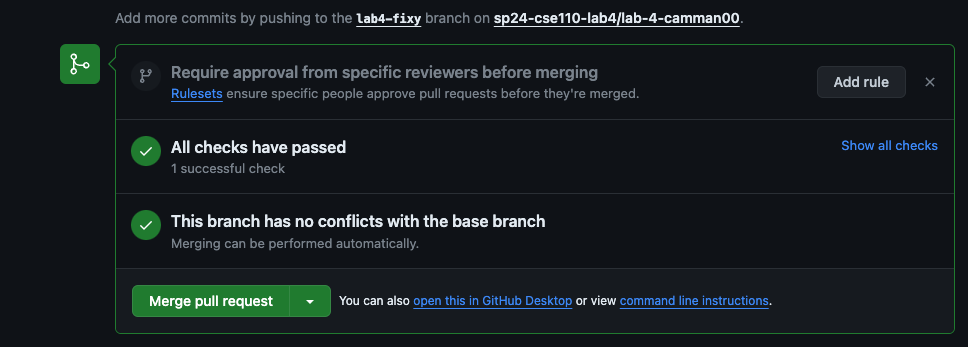 Add more commits by pushing to the lab4-fixy branch on sp24-cse110-lab4/lab-4-camman00.
Require approval from specific reviewers before merging
Rulesets ensure specific people approve pull requests before they're merged.
Add rule
All checks have passed
1 successful check
Show all checks
This branch has no conflicts with the base branch
Merging can be performed automatically.
Merge pull request
You can also open this in GitHub Desktop or view command line instructions.